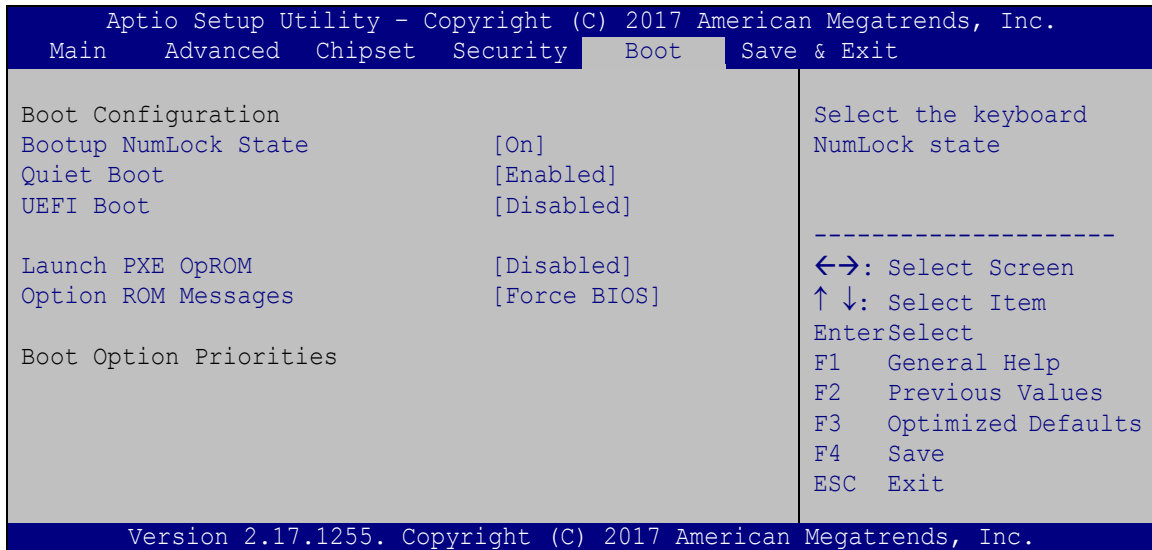 Aptio Setup Utility – Copyright (C) 2017 American Megatrends, Inc.
Main Advanced Chipset Security Boot Save & Exit
Boot Configuration
Bootup NumLock State [On]
Quiet Boot [Enabled]
UEFI Boot [Disabled]
Launch PXE OpROM [Disabled]
Option ROM Messages [Force BIOS]
Boot Option Priorities
Select the keyboard
NumLock state
---------------------
←→: Select Screen
↑ ↓: Select Item
EnterSelect
F1 General Help
F2 Previous Values
F3 Optimized Defaults
F4 Save
ESC Exit
Version 2.17.1255. Copyright (C) 2017 American Megatrends, Inc.